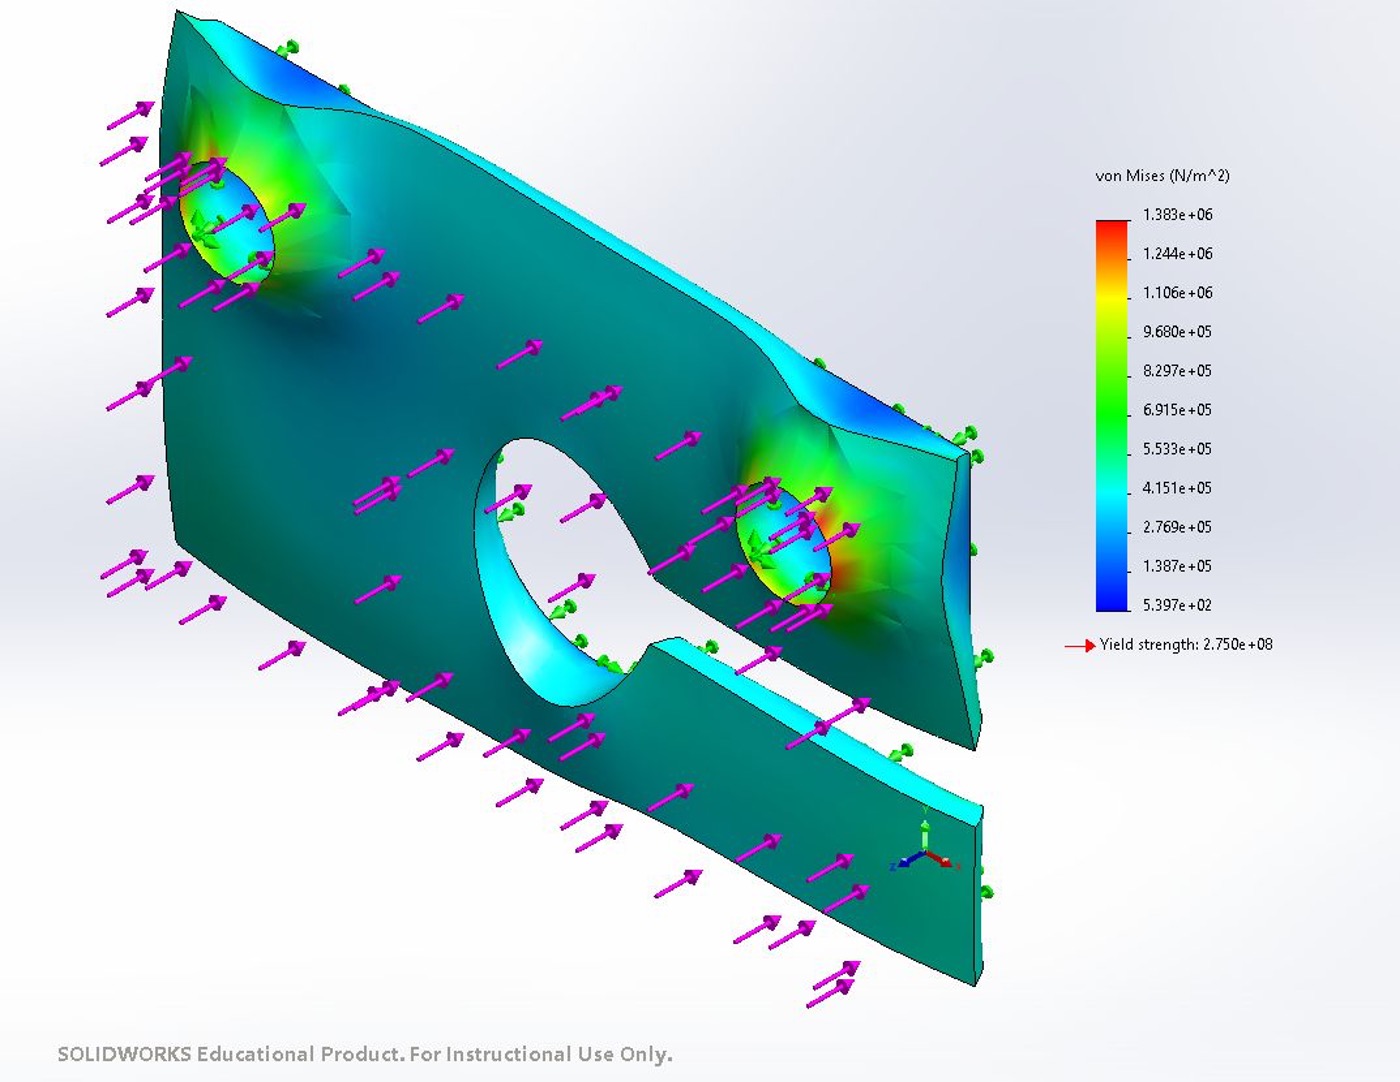 von Mises (N/m^2)
1.383e+06
1.244e+06
1.106e+06
9.680e+05
8.297e+05
6.915e+05
5.533e+05
4.151e+05
2.769e+05
1.387e+05
5.397e+02
Yield strength: 2.750e+08
SOLIDWORKS Educational Product. For Instructional Use Only.